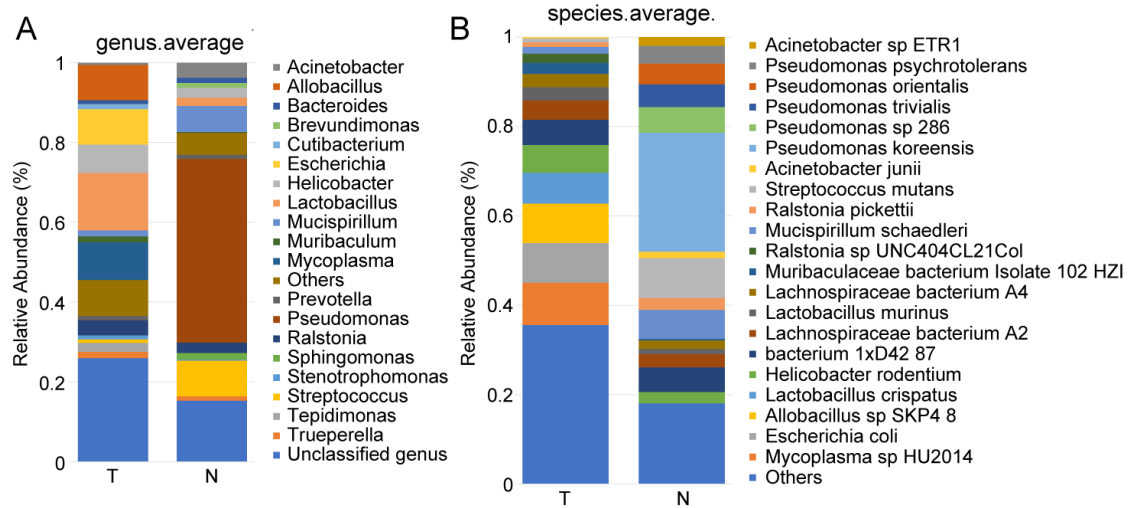 A
genus.average
Relative Abundance (%)
1
0.8
0.6
0.4
0.2
0
T
N
Acinetobacter
Allobacillus
Bacteroides
Brevundimonas
Cutibacterium
Escherichia
Helicobacter
Lactobacillus
Mucispirillum
Muribaculum
Mycoplasma
Others
Prevotella
Pseudomonas
Ralstonia
Sphingomonas
Stenotrophomonas
Streptococcus
Tepidimonas
Trueperella
Unclassified genus
B
species.average.
Relative Abundance (%)
1
0.8
0.6
0.4
0.2
0
T
N
Acinetobacter sp ETR1
Pseudomonas psychrotolerans
Pseudomonas orientalis
Pseudomonas trivialis
Pseudomonas sp 286
Pseudomonas koreensis
Acinetobacter junii
Streptococcus mutans
Ralstonia pickettii
Mucispirillum schaedleri
Ralstonia sp UNC404CL21Col
Muribaculaceae bacterium Isolate 102 HZI
Lachnospiraceae bacterium A4
Lactobacillus murinus
Lachnospiraceae bacterium A2
bacterium 1xD42 87
Helicobacter rodentium
Lactobacillus crispatus
Allobacillus sp SKP4 8
Escherichia coli
Mycoplasma sp HU2014
Others